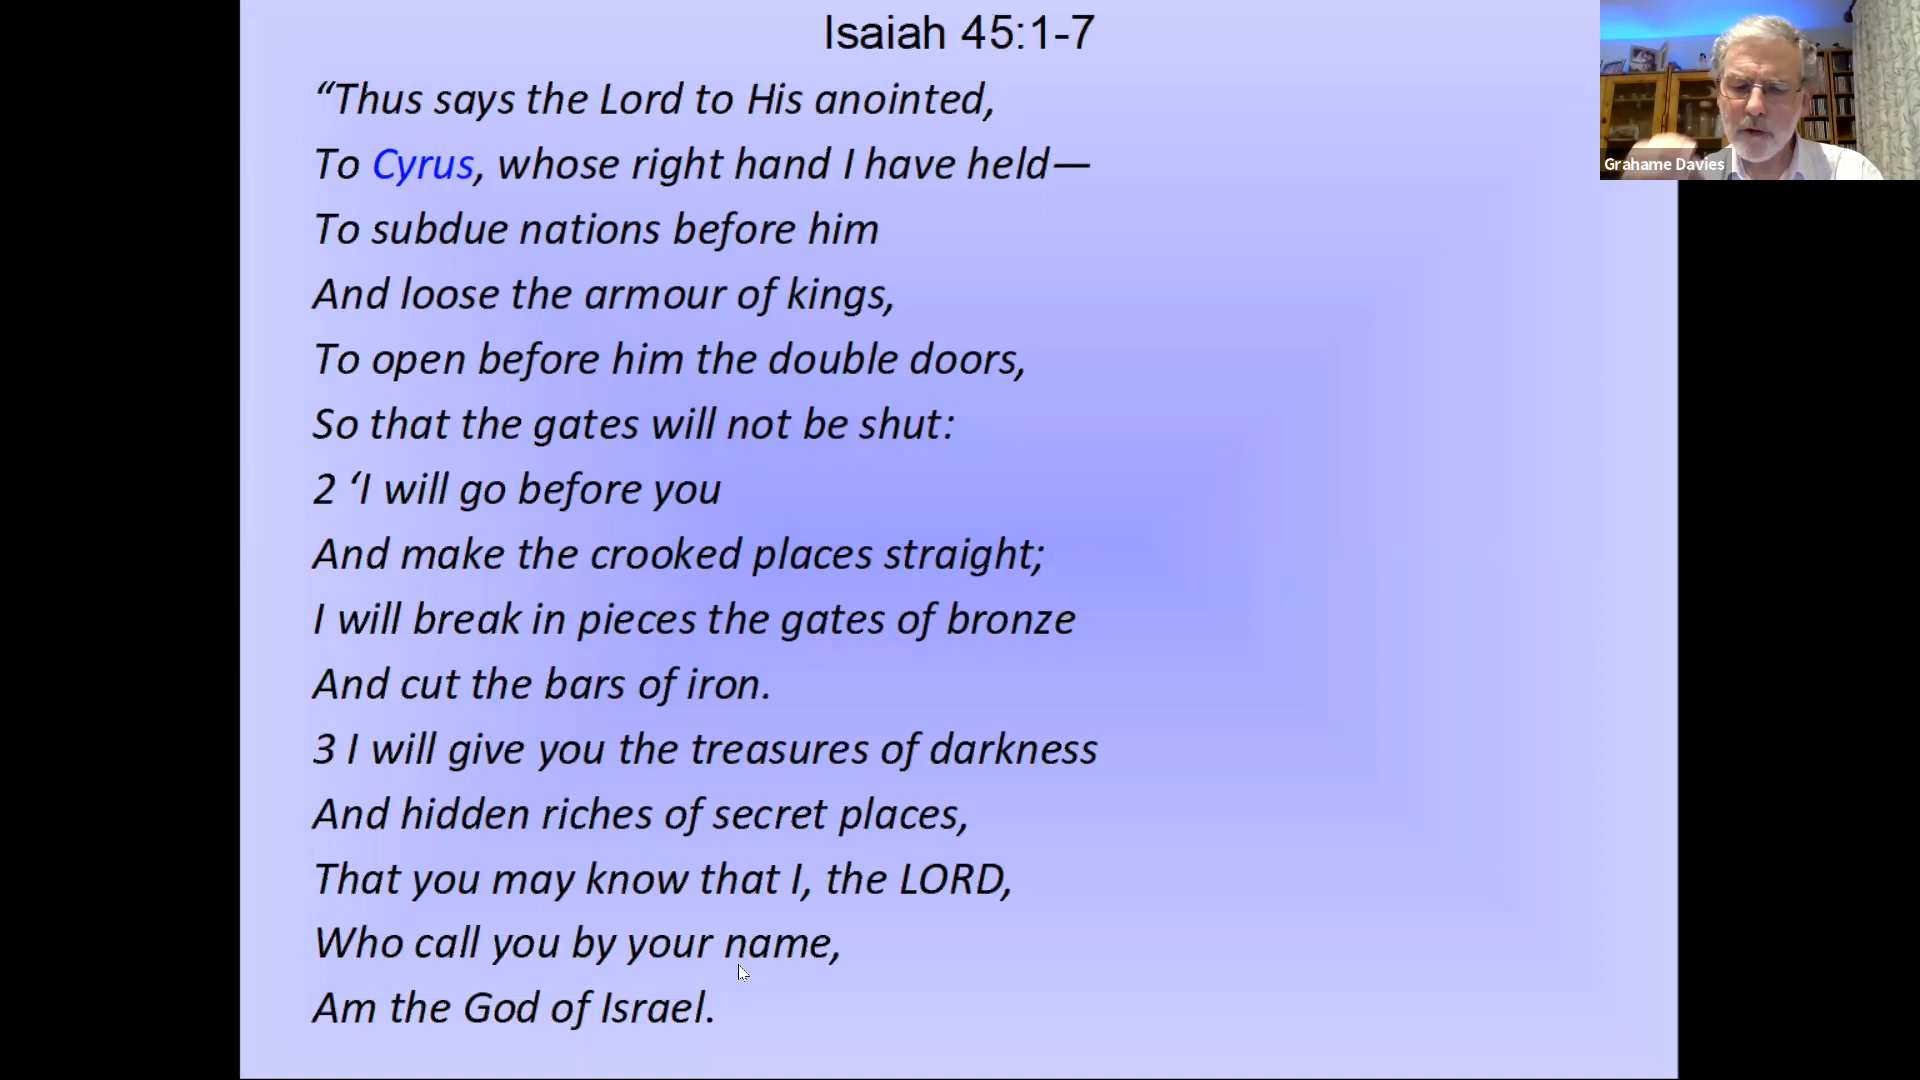 Isaiah 45:1-7
“Thus says the Lord to His anointed,
To Cyrus, whose right hand I have held—
To subdue nations before him
And loose the armour of kings,
To open before him the double doors,
So that the gates will not be shut:
2 ‘I will go before you
And make the crooked places straight;
I will break in pieces the gates of bronze
And cut the bars of iron.
3 I will give you the treasures of darkness
And hidden riches of secret places,
That you may know that I, the LORD,
Who call you by your name,
Am the God of Israel.
Grahame Davies